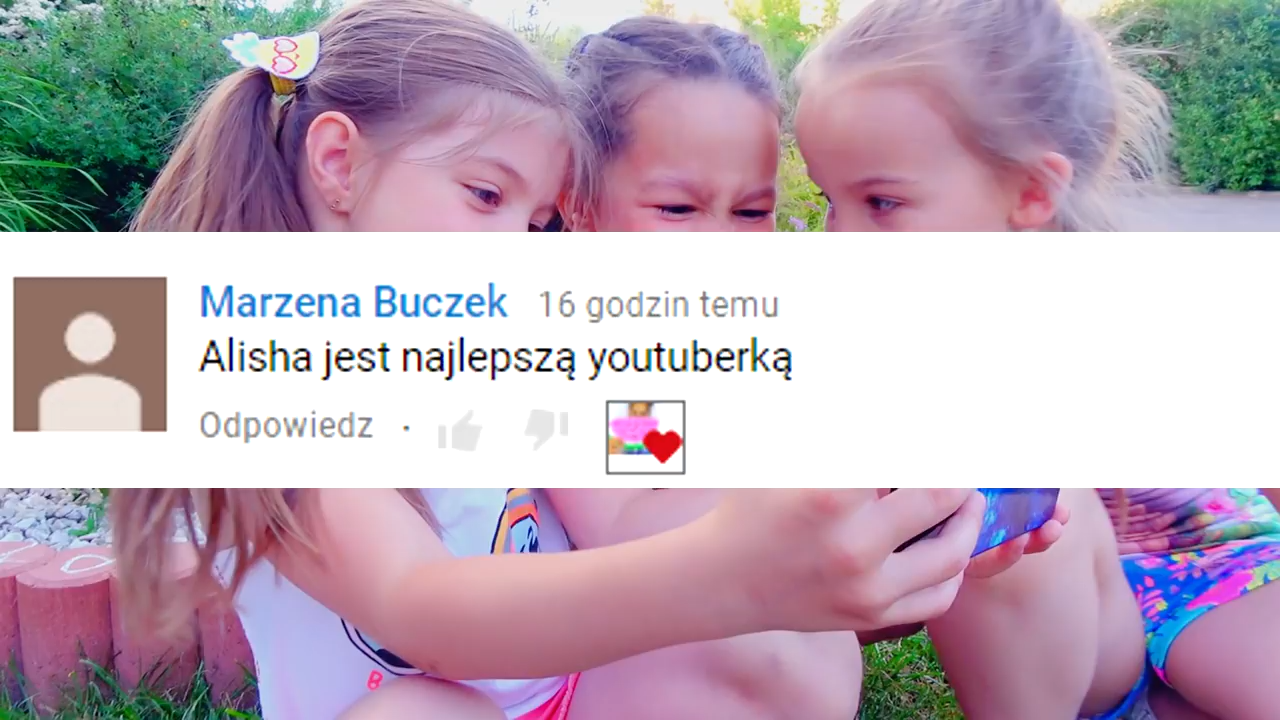 Marzena Buczek 16 godzin temu
Alisha jest najlepszą youtuberką
Odpowiedz ·